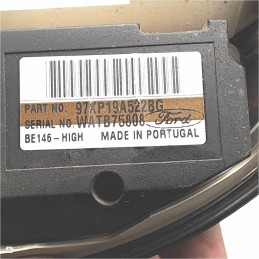 PART NO. 97XP19A522BG
SERIAL NO. WATB75808 Ford
BE146-HIGH MADE IN PORTUGAL